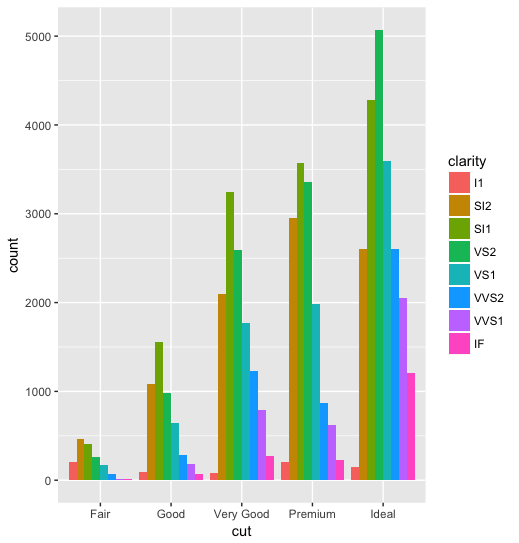 5000
4000
3000
2000
1000
0
count
Fair Good Very Good Premium Ideal
cut
clarity
I1
SI2
SI1
VS2
VS1
VVS2
VVS1
IF